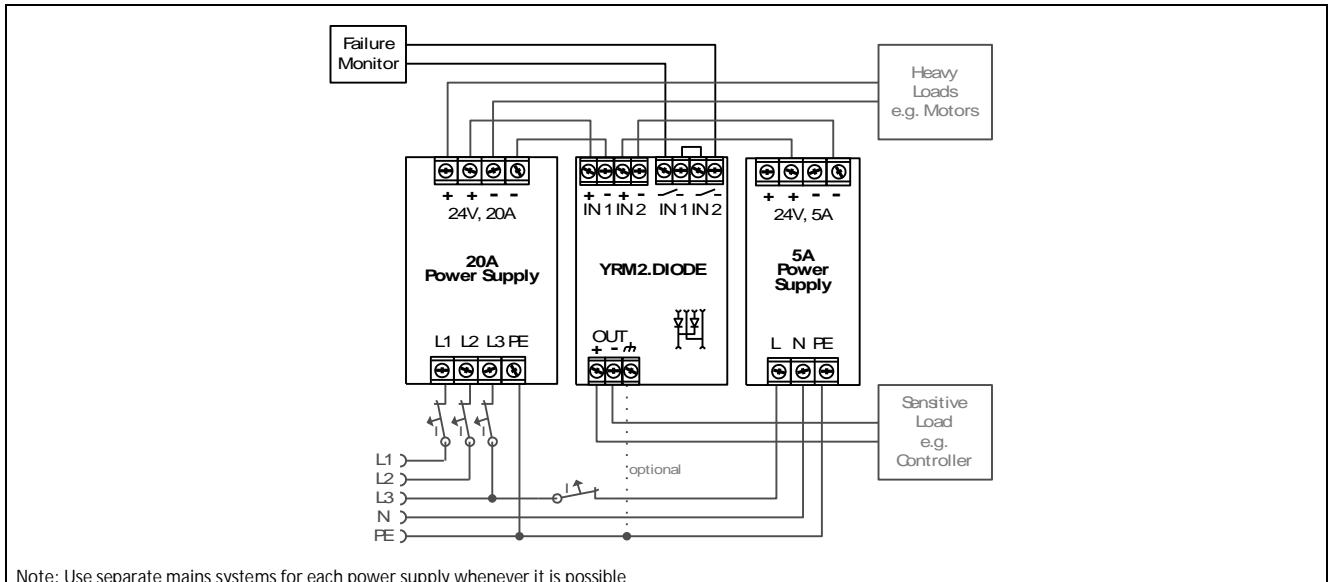 Failure
Monitor
Heavy
Loads
e.g. Motors
+ + - -
24V, 20A
20A
Power Supply
L1 L2 L3 PE
+ - + -
IN 1 IN 2 IN 1 IN 2
YRM2.DIODE
OUT
+ -
+ + - -
24V, 5A
5A
Power
Supply
L N PE
Sensitive
Load
e.g.
Controller
I I I
I
optional
L1
L2
L3
N
PE
Note: Use separate mains systems for each power supply whenever it is possible